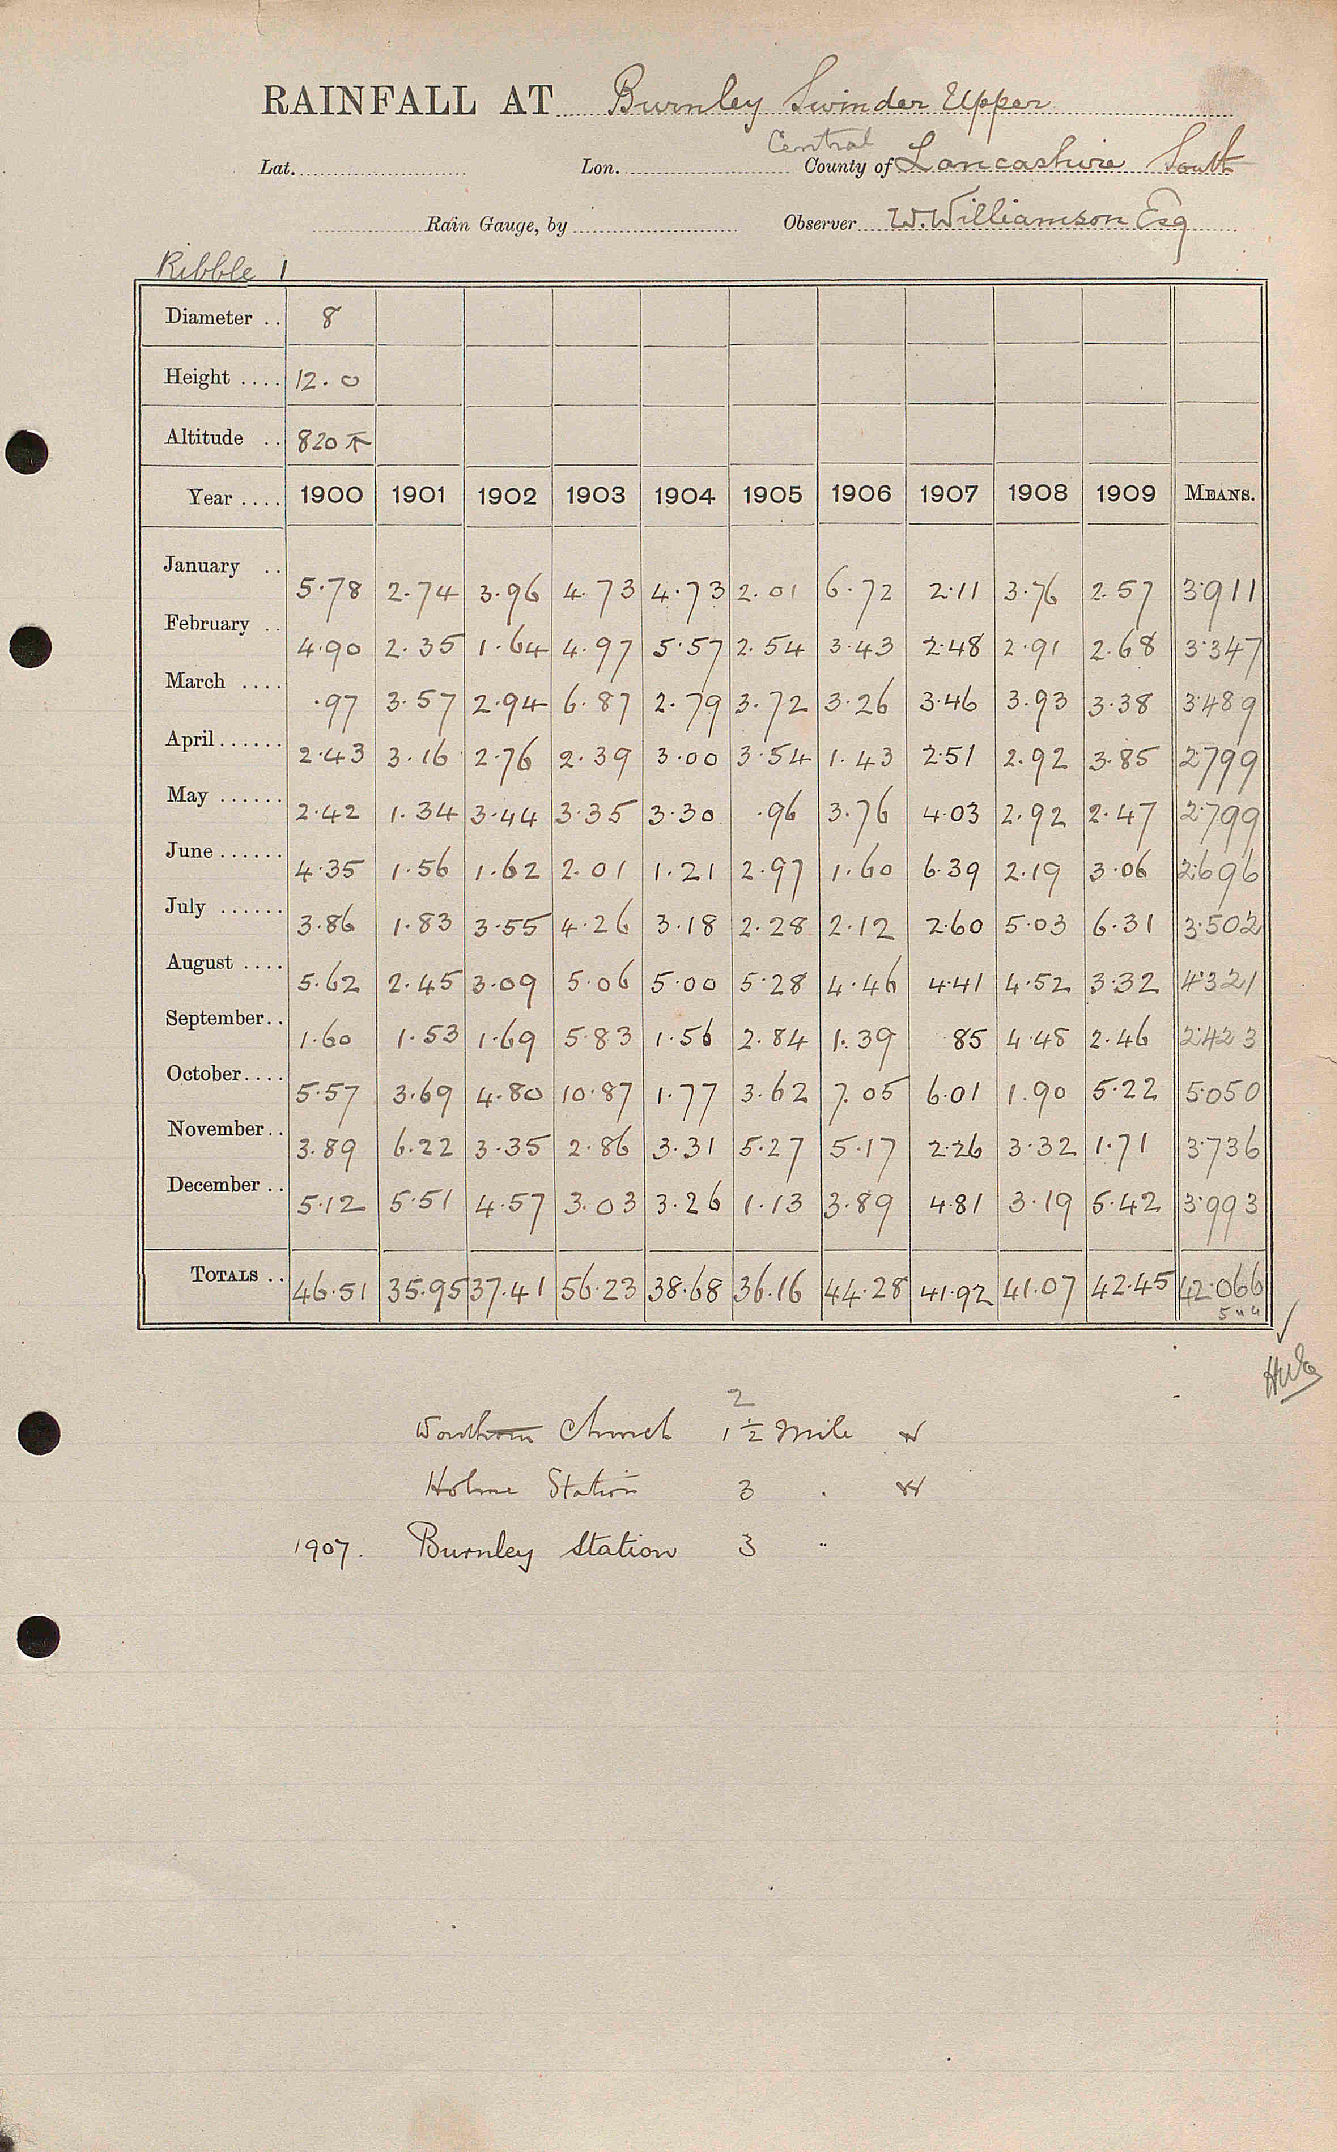 RAINFALL AT Burnley Swinden Upper
Central
Lat. Lon. County of Lancashire South
Rain Gauge, by Observer W. Williamson Esq
Ribble 1
Diameter .. 8
Height .... 12.0
Altitude .. 820
Year .... 1900 1901 1902 1903 1904 1905 1906 1907 1908 1909 MEANS.
January .. 5.78 2.74 3.96 4.73 4.73 2.01 6.72 2.11 3.76 2.57 3.911
February .. 4.90 2.35 1.64 4.97 5.57 2.54 3.43 2.48 2.91 2.68 3.347
March .... .97 3.57 2.94 6.87 2.79 3.72 3.26 3.46 3.93 3.38 3.489
April...... 2.43 3.16 2.76 2.39 3.00 3.54 1.43 2.51 2.92 3.85 2.799
May ...... 2.42 1.34 3.44 3.35 3.30 .96 3.76 4.03 2.92 2.47 2.799
June...... 4.35 1.56 1.62 2.01 1.21 2.97 1.60 6.39 2.19 3.06 2.696
July ...... 3.86 1.83 3.55 4.26 3.18 2.28 2.12 2.60 5.03 6.31 3.502
August .... 5.62 2.45 3.09 5.06 5.00 5.28 4.46 4.41 4.52 3.32 4.321
September.. 1.60 1.53 1.69 5.83 1.56 2.84 1.39 .85 4.48 2.46 2.423
October.... 5.57 3.69 4.80 10.87 1.77 3.62 7.05 6.01 1.90 5.22 5.050
November.. 3.89 6.22 3.35 2.86 3.31 5.27 5.17 2.26 3.32 1.71 3.736
December .. 5.12 5.51 4.57 3.03 3.26 1.13 3.89 4.81 3.19 5.42 3.993
TOTALS .. 46.51 35.95 37.41 56.23 38.68 36.16 44.28 41.92 41.07 42.45 42.066
2
Church 1½ Mile
Holme Station 3 .
1907. Burnley Station 3 "